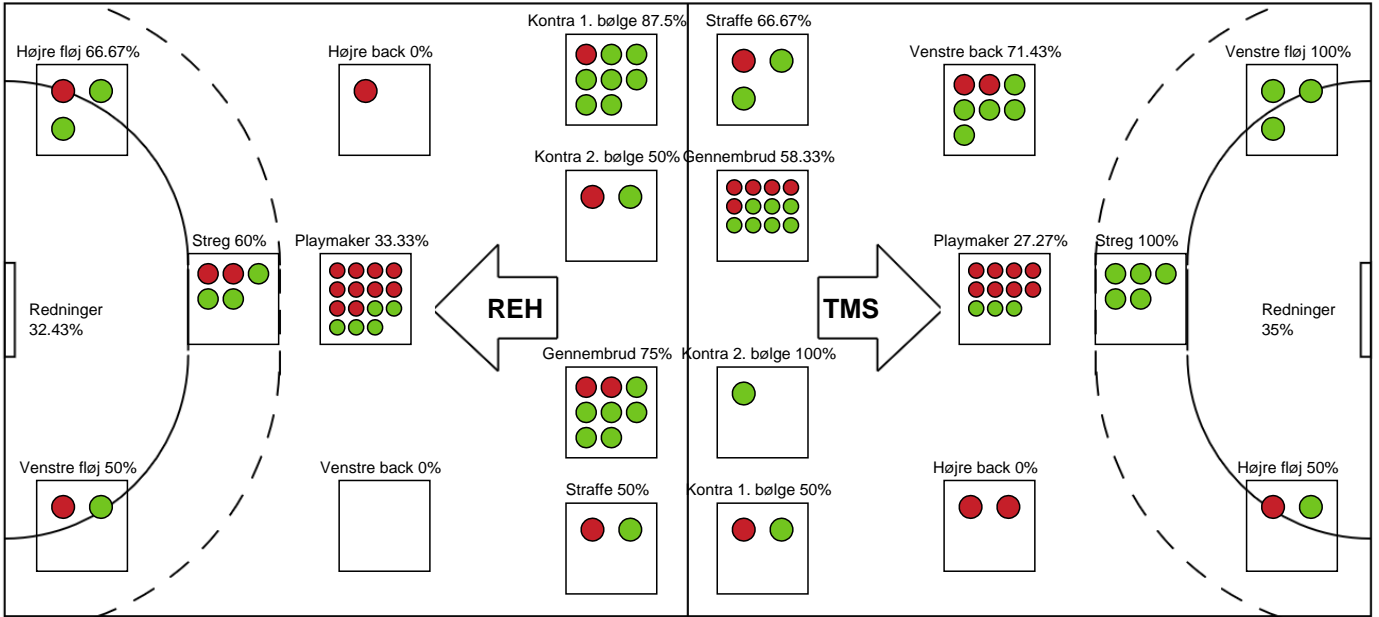 Kontra 1. bølge 87.5%
Straffe 66.67%
Højre fløj 66.67%
Højre back 0%
Venstre back 71.43%
Venstre fløj 100%
Kontra 2. bølge 50%
Gennembrud 58.33%
Streg 60%
Playmaker 33.33%
Playmaker 27.27%
Streg 100%
Redninger
32.43%
REH
TMS
Redninger
35%
Gennembrud 75%
Kontra 2. bølge 100%
Venstre fløj 50%
Venstre back 0%
Straffe 50%
Kontra 1. bølge 50%
Højre back 0%
Højre fløj 50%